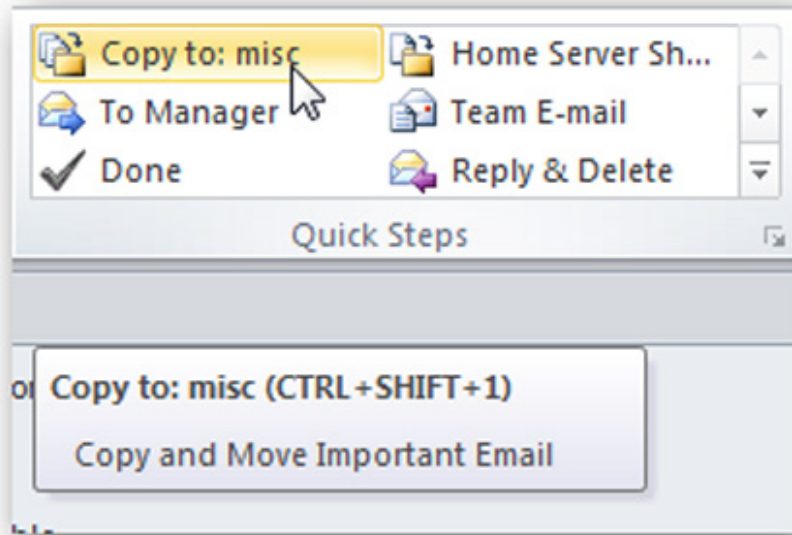 Copy to: misc
Home Server Sh...
To Manager
Team E-mail
Done
Reply & Delete
Quick Steps
Copy to: misc (CTRL+SHIFT+1)
Copy and Move Important Email